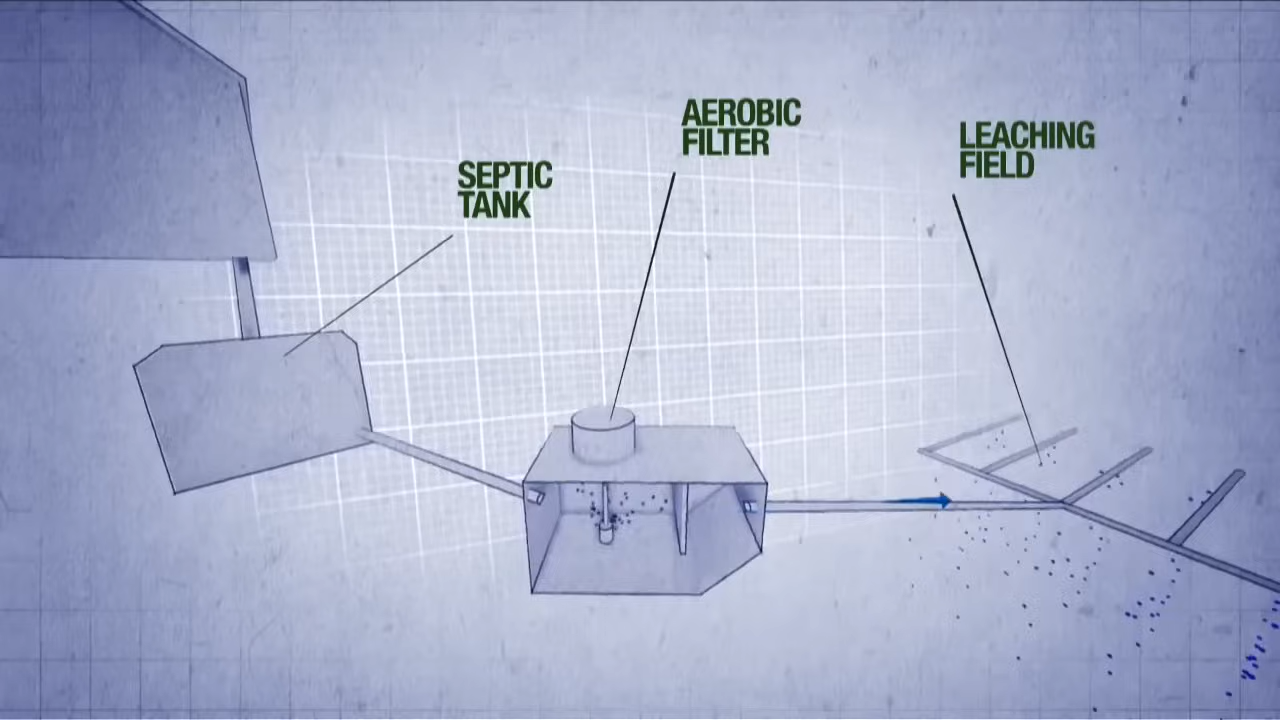 SEPTIC
TANK
AEROBIC
FILTER
LEACHING
FIELD